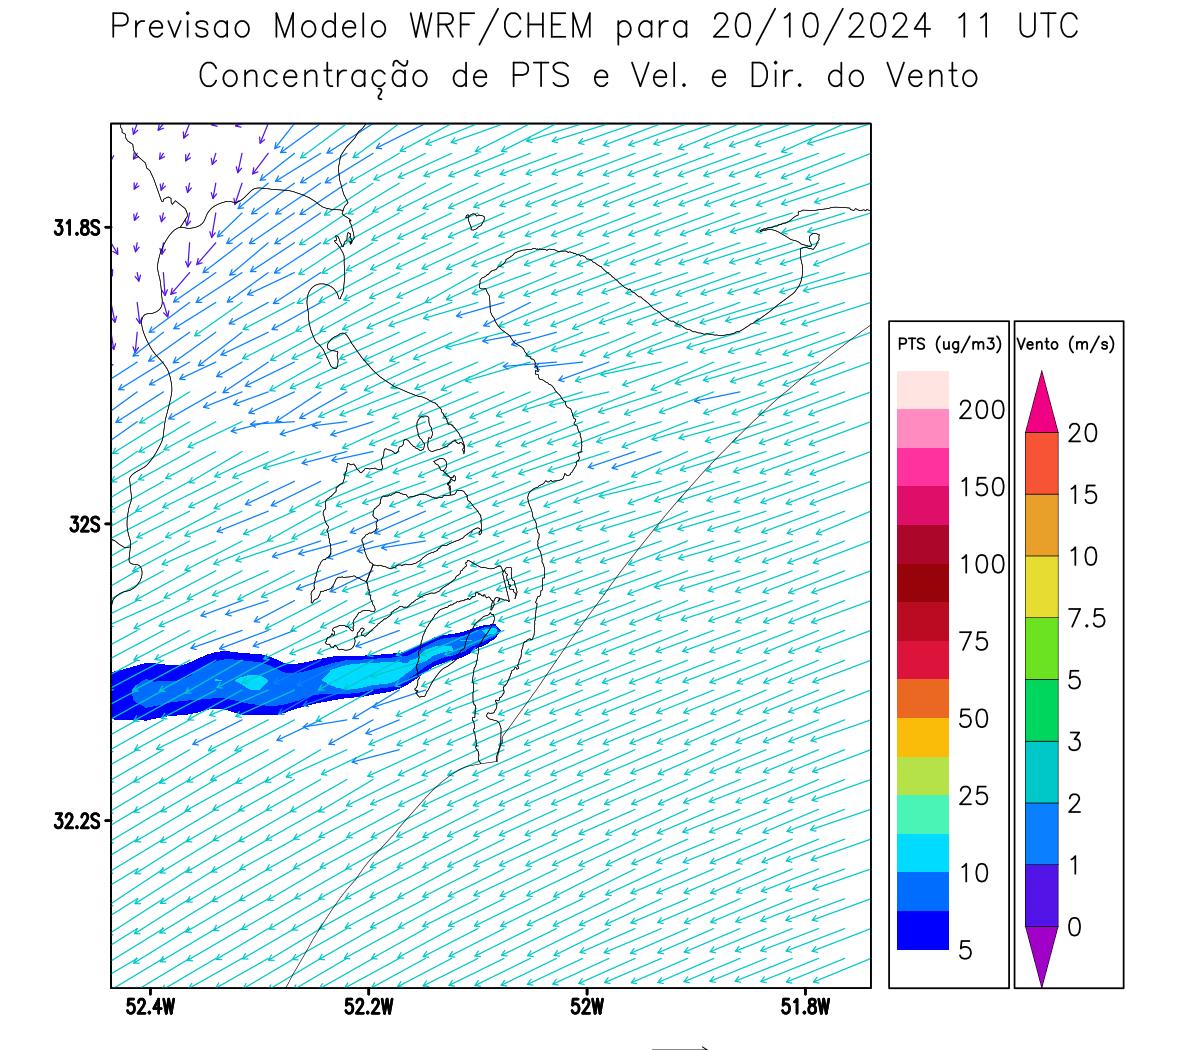 Previsao Modelo WRF/CHEM para 20/10/2024 11 UTC
Concentração de PTS e Vel. e Dir. do Vento
31.8S
32S
32.2S
52.4W
52.2W
52W
51.8W
PTS (ug/m3)
200
150
100
75
50
25
10
5
Vento (m/s)
20
15
10
7.5
5
3
2
1
0